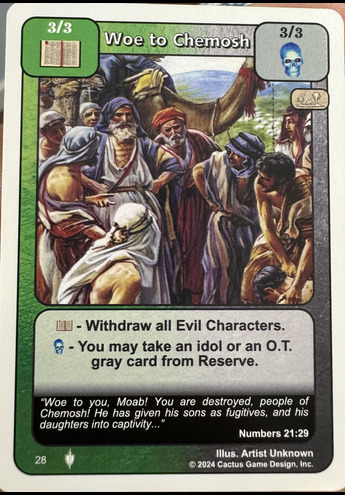 3/3
Woe to Chemosh
3/3
- Withdraw all Evil Characters.
- You may take an idol or an O.T.
gray card from Reserve.
"Woe to you, Moab! You are destroyed, people of
Chemosh! He has given his sons as fugitives, and his
daughters into captivity..."
Numbers 21:29
28
Illus. Artist Unknown
© 2024 Cactus Game Design, Inc.